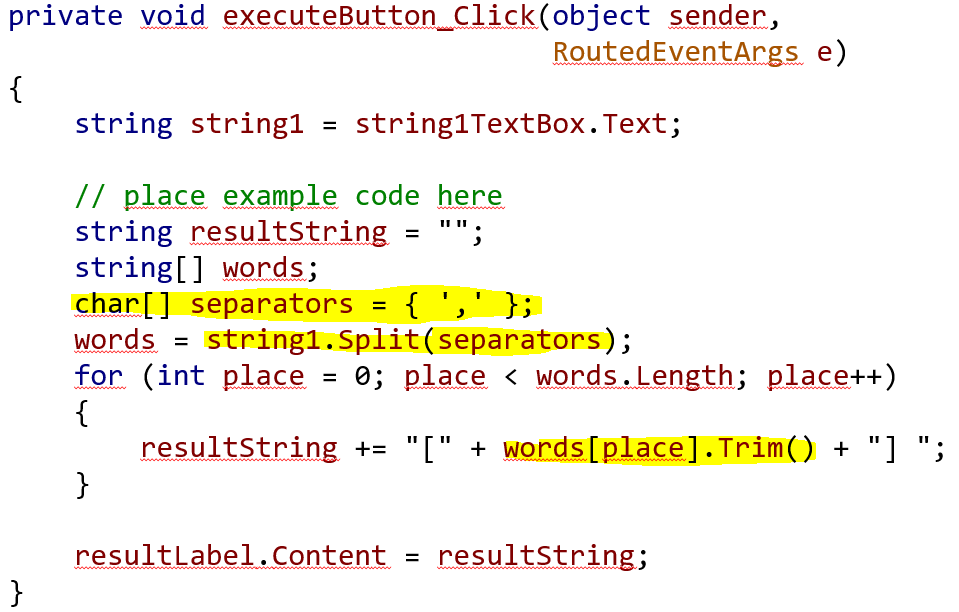 private void executeButton_Click(object sender,
                                 RoutedEventArgs e)
{
    string string1 = string1TextBox.Text;

    // place example code here
    string resultString = "";
    string[] words;
    char[] separators = { ',' };
    words = string1.Split(separators);
    for (int place = 0; place < words.Length; place++)
    {
        resultString += "[" + words[place].Trim() + "] ";
    }

    resultLabel.Content = resultString;
}